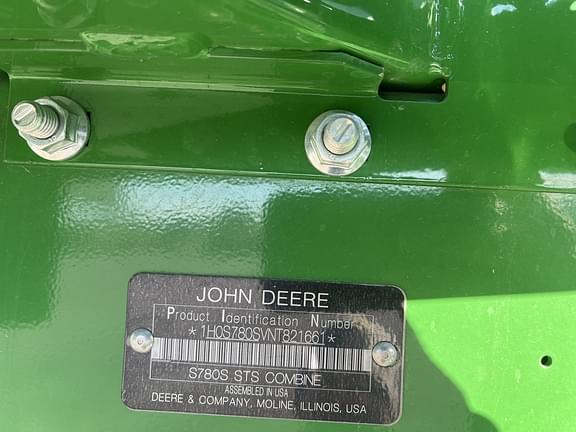 JOHN DEERE
Product Identification Number
*1H0S780SVNT821661*
S780S STS COMBINE
ASSEMBLED IN USA
DEERE & COMPANY, MOLINE, ILLINOIS, USA